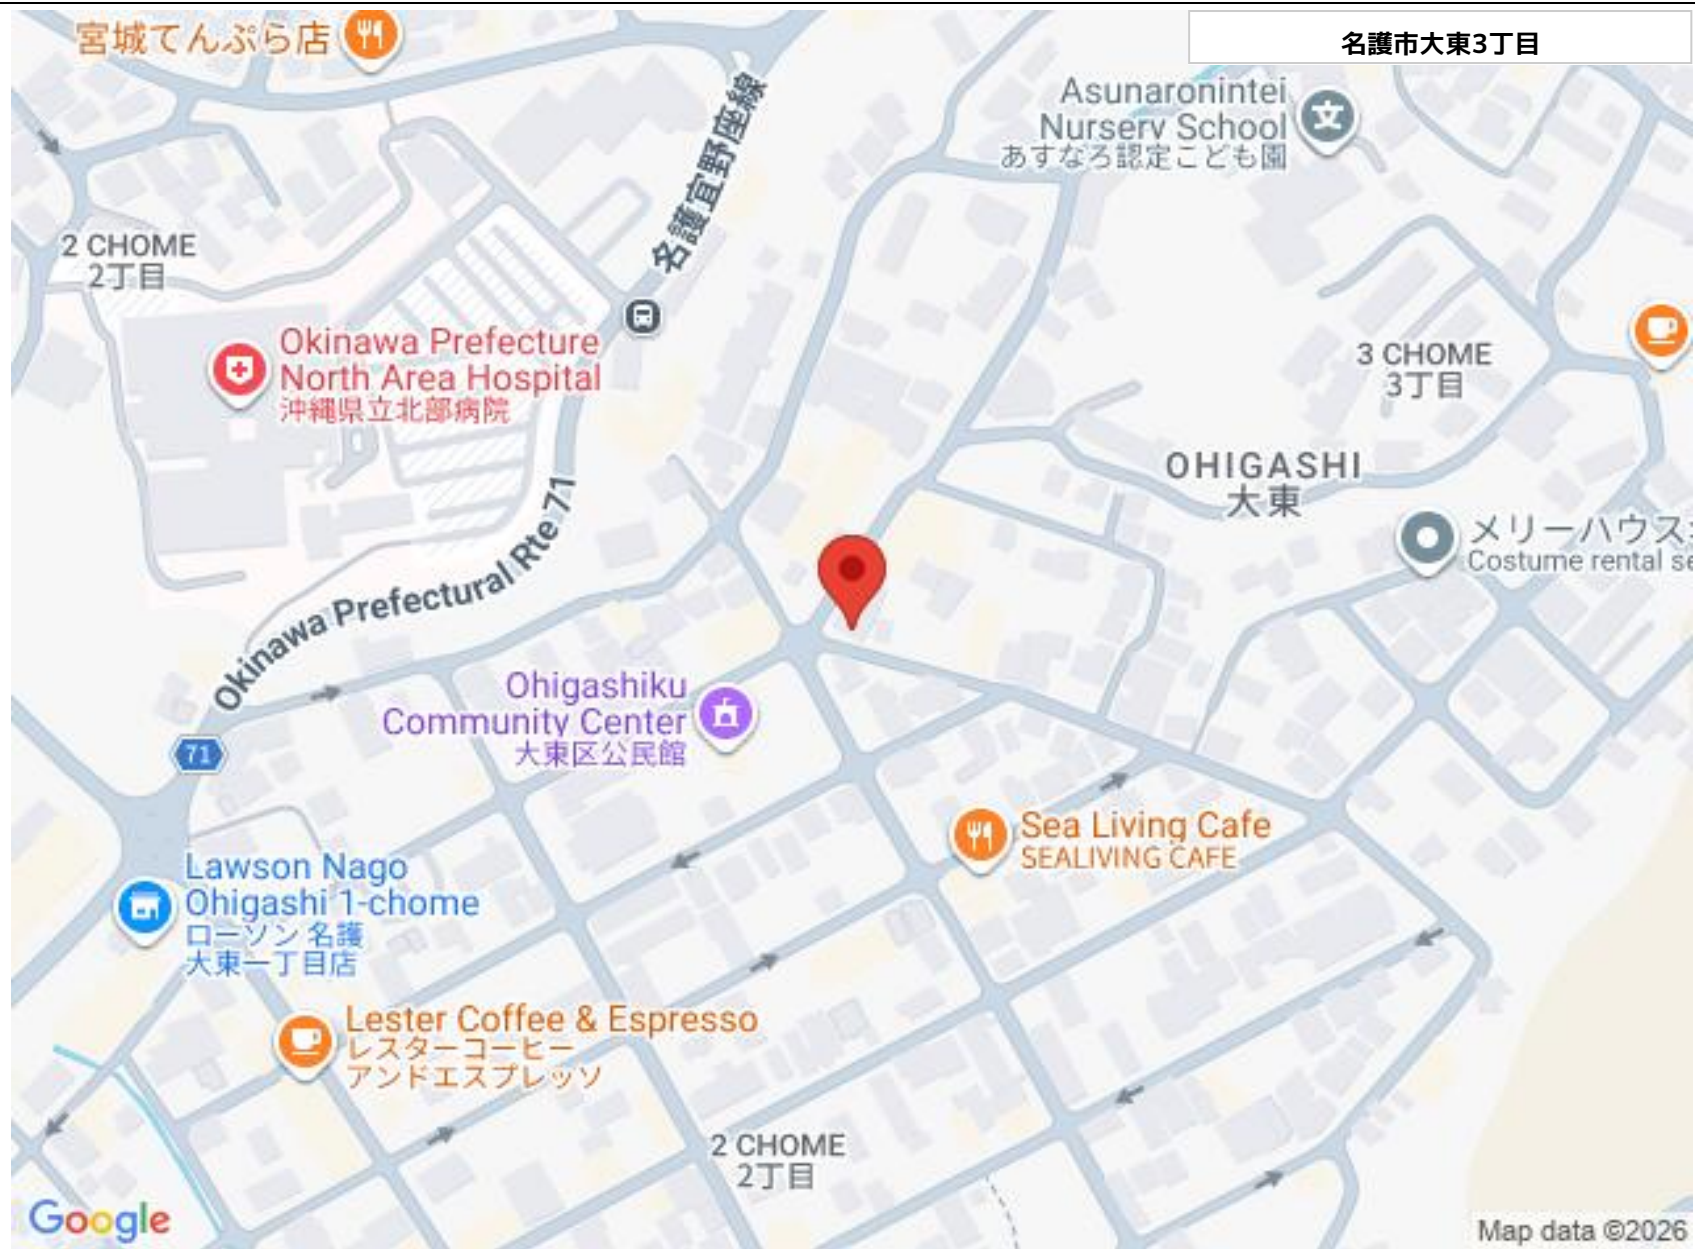 宮城てんぷら店
名護市大東3丁目
Asunaronintei
Nursery School
あすなろ認定こども園
名護宜野座線
2 CHOME
2丁目
Okinawa Prefecture
North Area Hospital
沖縄県立北部病院
3 CHOME
3丁目
OHIGASHI
大東
メリーハウス
Costume rental se
Okinawa Prefectural Rte 71
Ohigashiku
Community Center
大東区公民館
71
Sea Living Cafe
SEALIVING CAFE
Lawson Nago
Ohigashi 1-chome
ローソン 名護
大東一丁目店
Lester Coffee & Espresso
レスターコーヒー
アンドエスプレッソ
2 CHOME
2丁目
Google
Map data ©2026